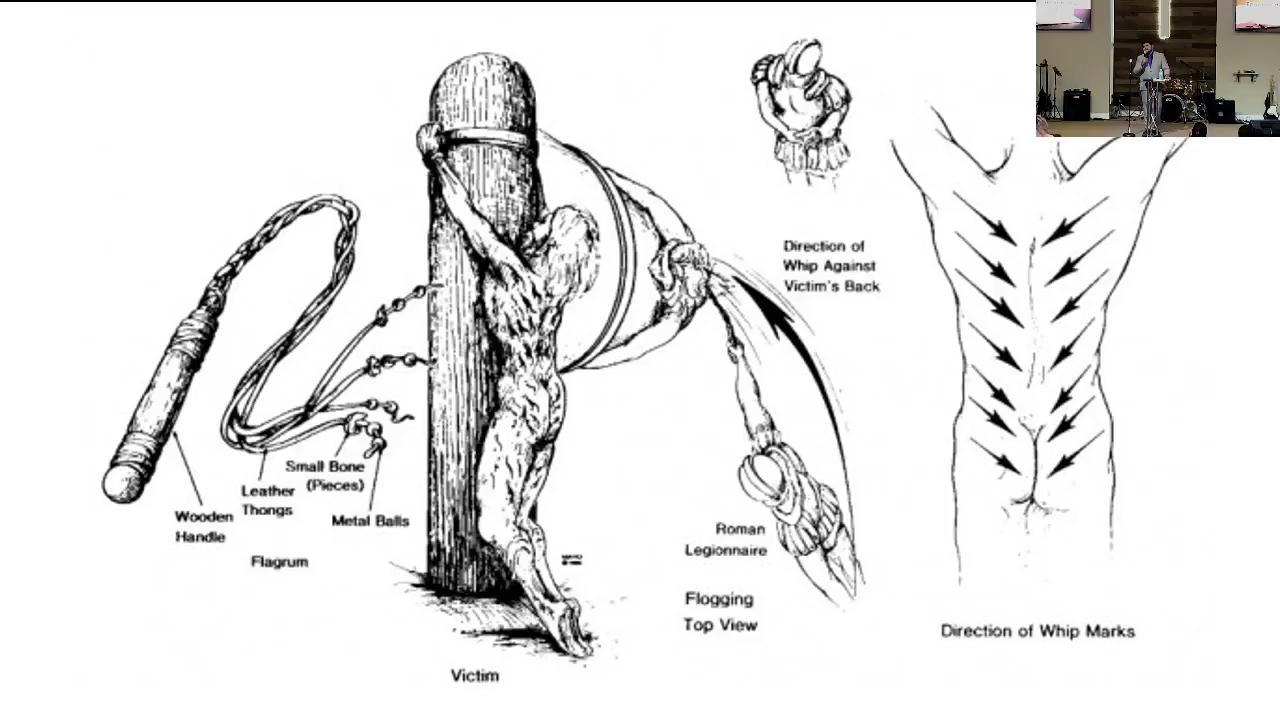 Direction of
Whip Against
Victim's Back
Small Bone
(Pieces)
Leather
Thongs
Metal Balls
Wooden
Handle
Flagrum
Roman
Legionnaire
Flogging
Top View
Victim
Direction of Whip Marks